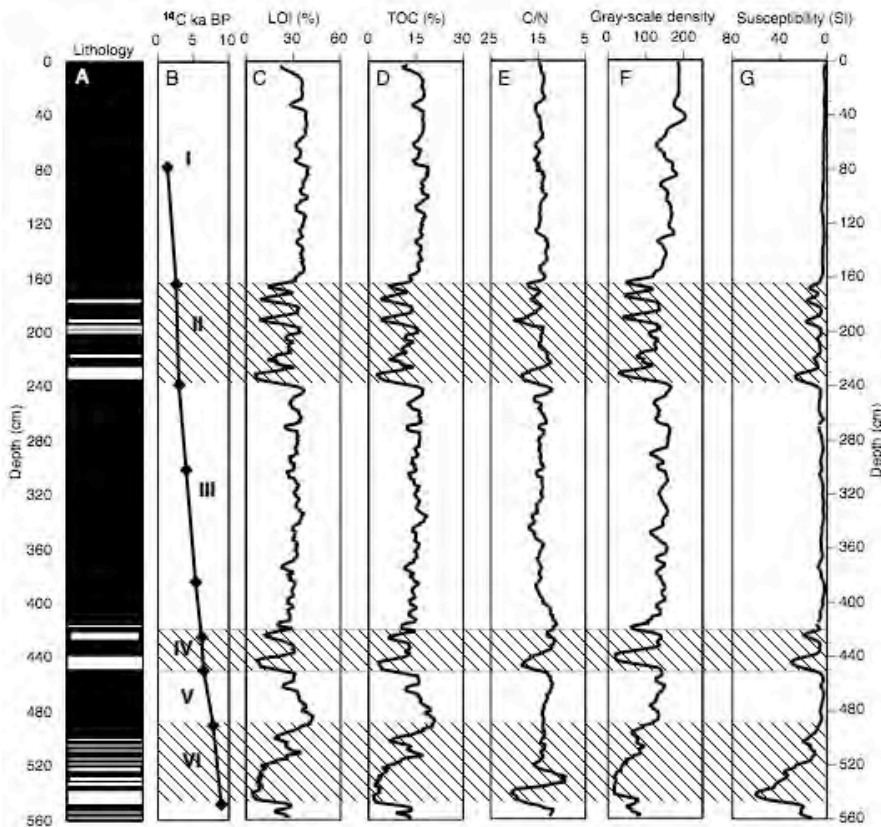 ¹⁴C ka BP LOI (%) TOC (%) C/N Gray-scale density Susceptibility (SI)
Lithology 0 5 10 0 30 60 0 15 30 25 15 5 0 100 200 80 40 0
A B C D E F G
0 0
40 40
I
80 80
120 120
160 160
II
200 200
240 240
Depth (cm) Depth (cm)
280 280
III
320 320
360 360
400 400
IV
440 440
V
480 480
VI
520 520
560 560